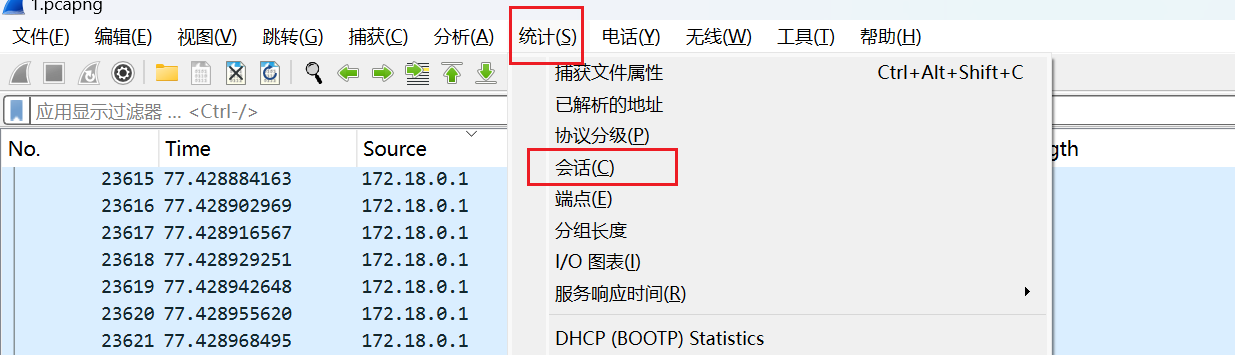 1.pcapng
文件(F) 编辑(E) 视图(V) 跳转(G) 捕获(C) 分析(A) 统计(S) 电话(Y) 无线(W) 工具(T) 帮助(H)
捕获文件属性 Ctrl+Alt+Shift+C
应用显示过滤器 … <Ctrl-/>
已解析的地址
协议分级(P)
No. Time Source gth
会话(C)
23615 77.428884163 172.18.0.1
端点(E)
23616 77.428902969 172.18.0.1
分组长度
23617 77.428916567 172.18.0.1
I/O 图表(I)
23618 77.428929251 172.18.0.1
服务响应时间(R)
23619 77.428942648 172.18.0.1
23620 77.428955620 172.18.0.1
DHCP (BOOTP) Statistics
23621 77.428968495 172.18.0.1